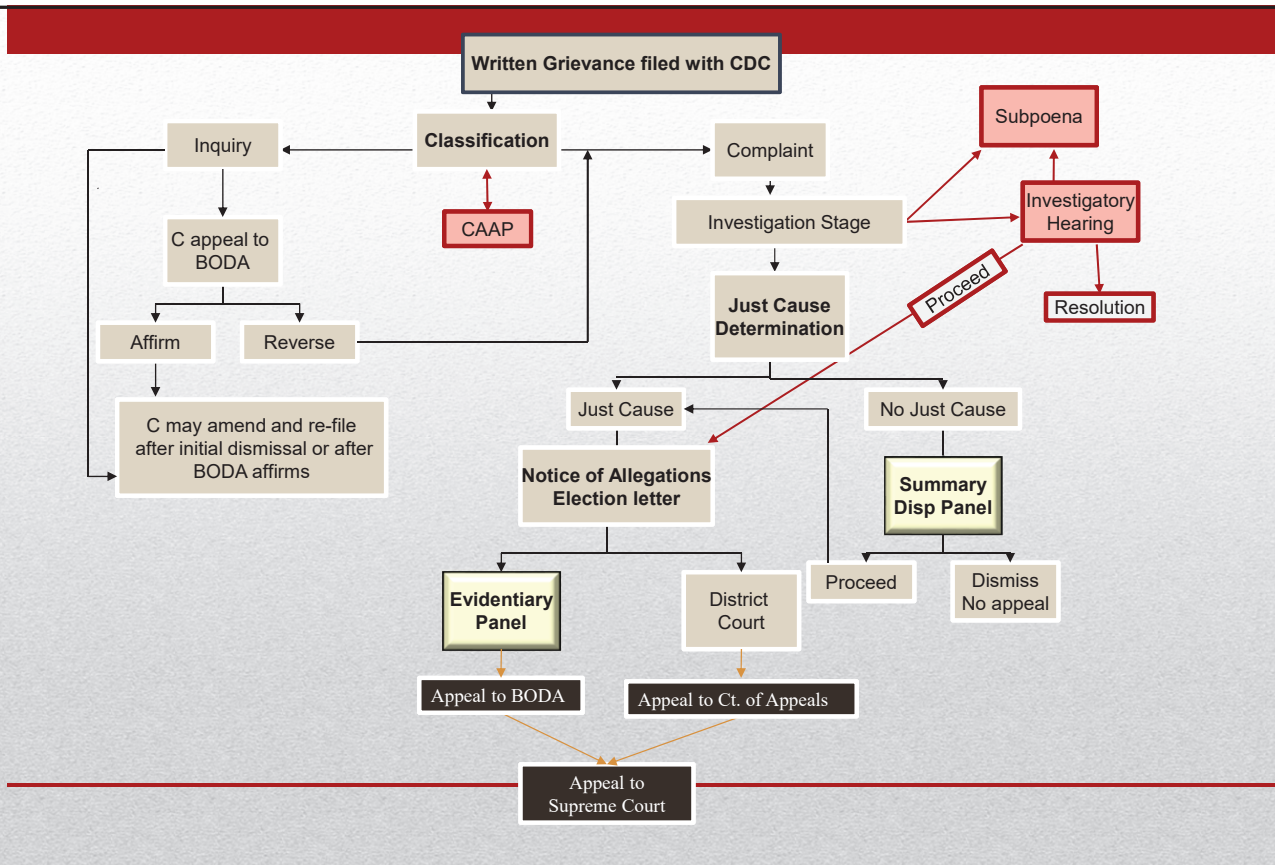 Written Grievance filed with CDC
Inquiry
Classification
Complaint
Subpoena
CAAP
Investigation Stage
Investigatory
Hearing
C appeal to
BODA
Proceed
Resolution
Just Cause
Determination
Affirm
Reverse
Just Cause
No Just Cause
C may amend and re-file
after initial dismissal or after
BODA affirms
Notice of Allegations
Election letter
Summary
Disp Panel
Evidentiary
Panel
District
Court
Proceed
Dismiss
No appeal
Appeal to BODA
Appeal to Ct. of Appeals
Appeal to
Supreme Court